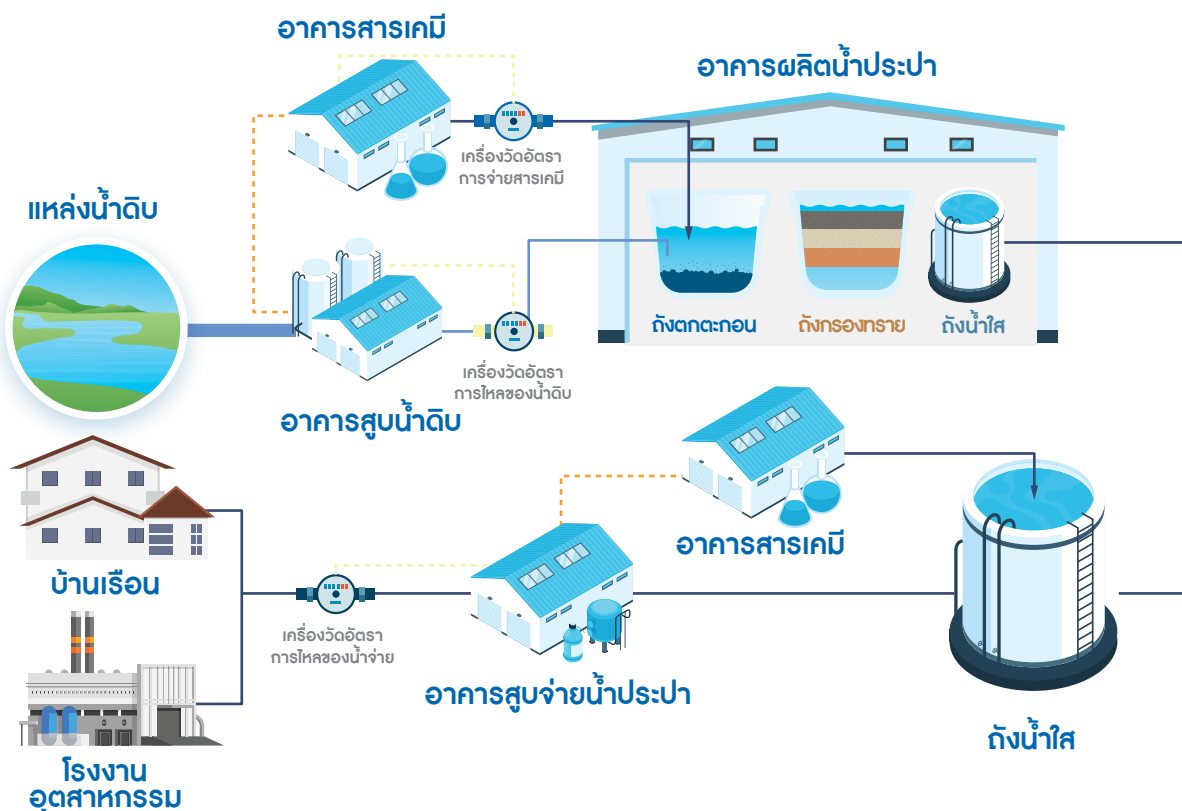 อาคารสารเคมี
อาคารผลิตน้ำประปา
เครื่องวัดอัตรา
การจ่ายสารเคมี
แหล่งน้ำดิบ
ถังตกตะกอน
ถังกรองทราย
ถังน้ำใส
เครื่องวัดอัตรา
การไหลของน้ำดิบ
อาคารสูบน้ำดิบ
อาคารสารเคมี
บ้านเรือน
เครื่องวัดอัตรา
การไหลของน้ำจ่าย
อาคารสูบจ่ายน้ำประปา
ถังน้ำใส
โรงงาน
อุตสาหกรรม